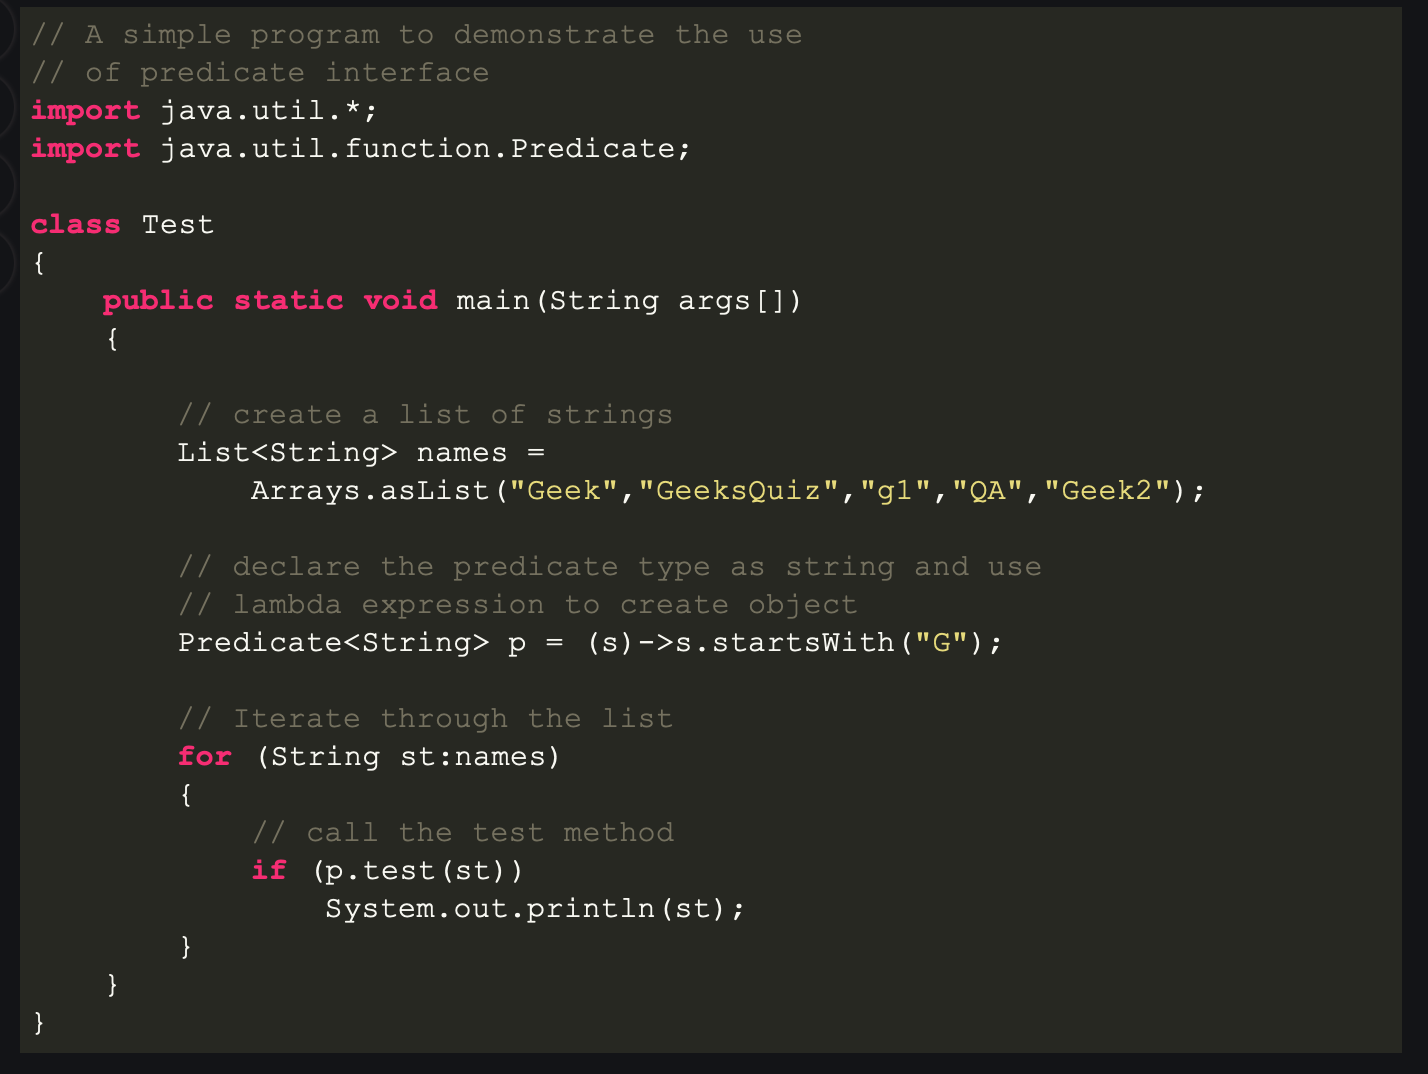 // A simple program to demonstrate the use
// of predicate interface
import java.util.*;
import java.util.function.Predicate;
class Test
{
    public static void main(String args[])
    {
        // create a list of strings
        List<String> names =
            Arrays.asList("Geek","GeeksQuiz","g1","QA","Geek2");
        // declare the predicate type as string and use
        // lambda expression to create object
        Predicate<String> p = (s)->s.startsWith("G");
        // Iterate through the list
        for (String st:names)
        {
            // call the test method
            if (p.test(st))
                System.out.println(st);
        }
    }
}